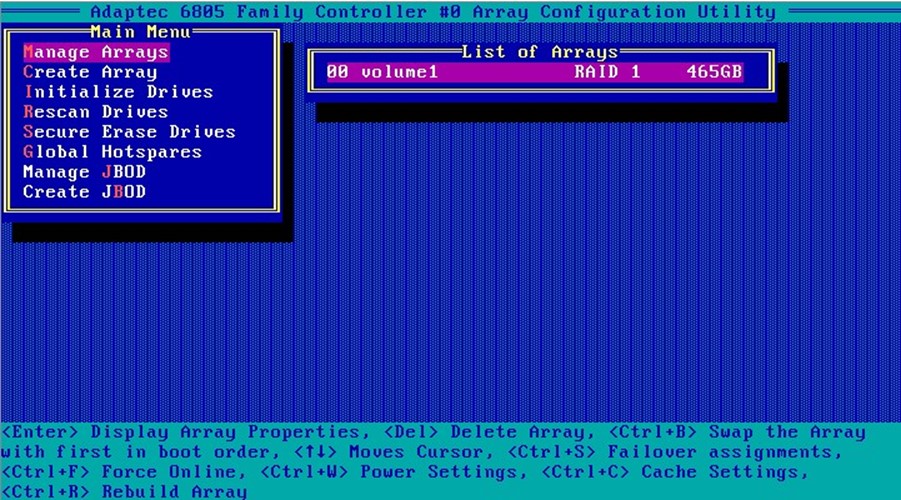 Adaptec 6805 Family Controller #0 Array Configuration Utility
Main Menu
Manage Arrays
Create Array
Initialize Drives
Rescan Drives
Secure Erase Drives
Global Hotspares
Manage JBOD
Create JBOD
List of Arrays
00 volume1 RAID 1 465GB
<Enter> Display Array Properties, <Del> Delete Array, <Ctrl+B> Swap the Array
with first in boot order, <↑↓> Moves Cursor, <Ctrl+S> Failover assignments,
<Ctrl+F> Force Online, <Ctrl+W> Power Settings, <Ctrl+C> Cache Settings,
<Ctrl+R> Rebuild Array